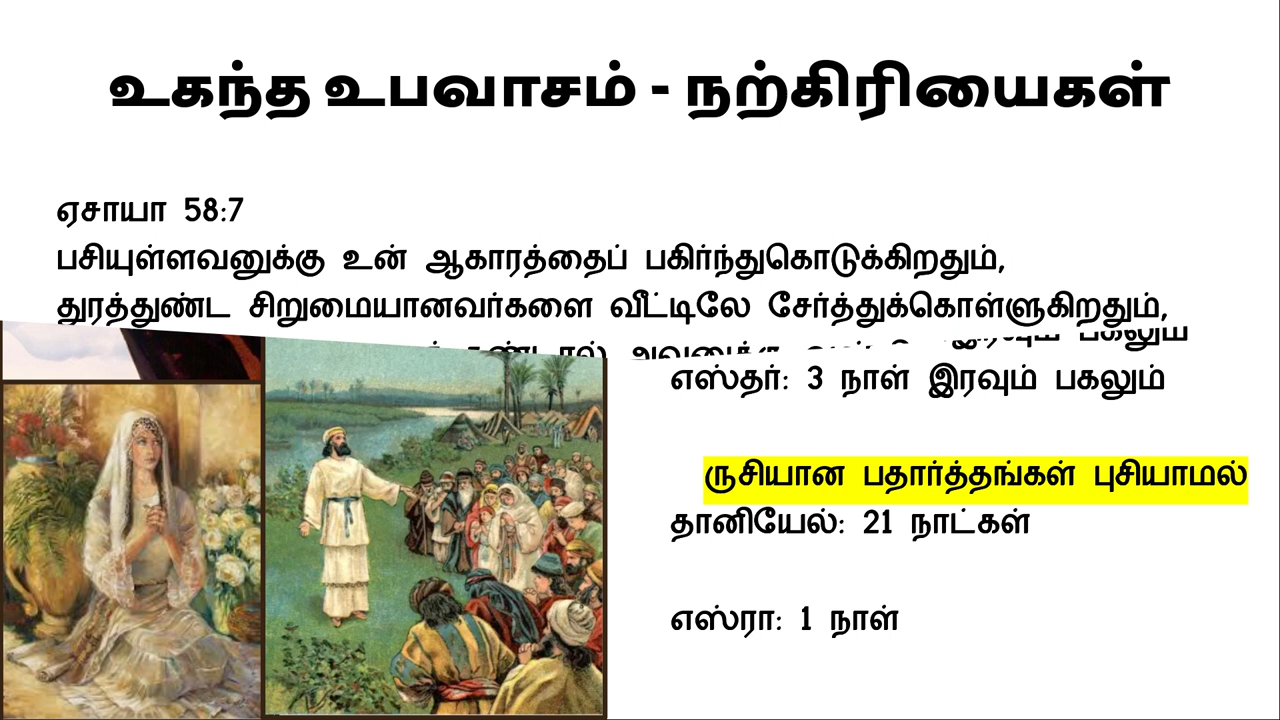 உகந்த உபவாசம் - நற்கிரியைகள்
ஏசாயா 58:7
பசியுள்ளவனுக்கு உன் ஆகாரத்தைப் பகிர்ந்துகொடுக்கிறதும்,
துரத்துண்ட சிறுமையானவர்களை வீட்டிலே சேர்த்துக்கொள்ளுகிறதும்,
எஸ்தர்: 3 நாள் இரவும் பகலும்
ருசியான பதார்த்தங்கள் புசியாமல்
தானியேல்: 21 நாட்கள்
எஸ்ரா: 1 நாள்